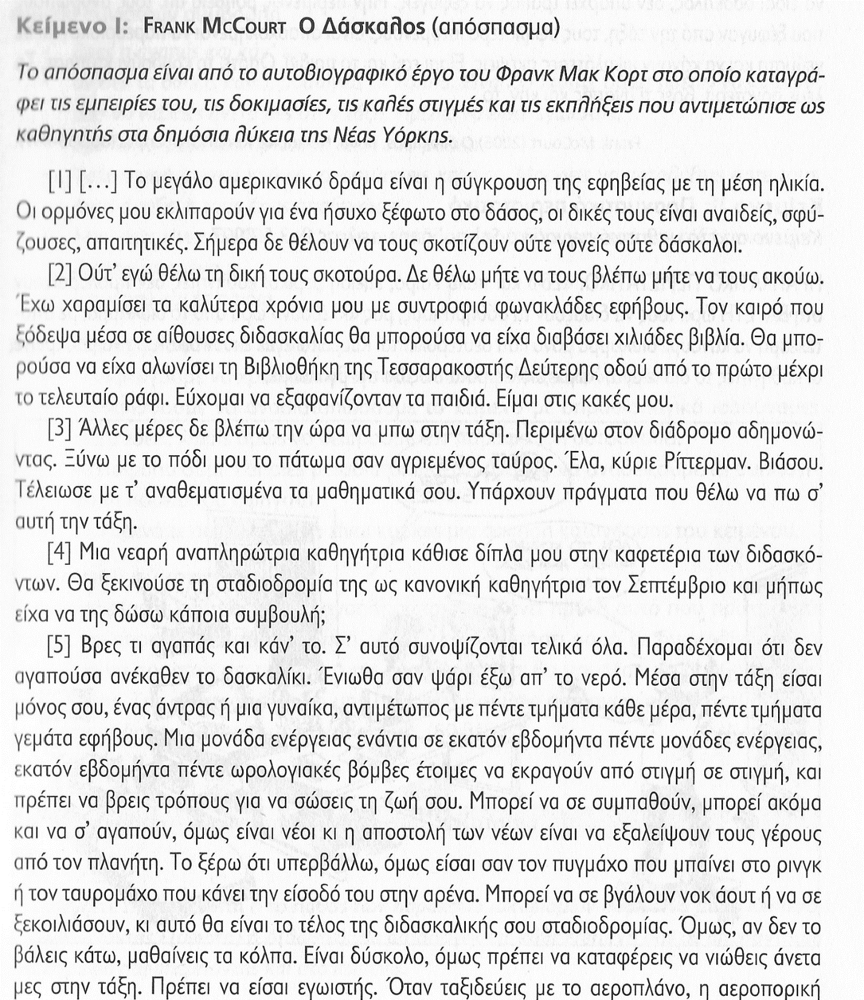 Κείμενο Ι: FRANK MCCOURT Ο Δάσκαλος (απόσπασμα)
Το απόσπασμα είναι από το αυτοβιογραφικό έργο του Φρανκ Μακ Κορτ στο οποίο καταγρά-
φει τις εμπειρίες του, τις δοκιμασίες, τις καλές στιγμές και τις εκπλήξεις που αντιμετώπισε ως
καθηγητής στα δημόσια λύκεια της Νέας Υόρκης.
[1] [...] Το μεγάλο αμερικανικό δράμα είναι η σύγκρουση της εφηβείας με τη μέση ηλικία.
Οι ορμόνες μου εκλιπαρούν για ένα ήσυχο ξέφωτο στο δάσος, οι δικές τους είναι αναιδείς, σφύ-
ζουσες, απαιτητικές. Σήμερα δε θέλουν να τους σκοτίζουν ούτε γονείς ούτε δάσκαλοι.
[2] Ούτ’ εγώ θέλω τη δική τους σκοτούρα. Δε θέλω μήτε να τους βλέπω μήτε να τους ακούω.
Έχω χαραμίσει τα καλύτερα χρόνια μου με συντροφιά φωνακλάδες εφήβους. Τον καιρό που
ξόδεψα μέσα σε αίθουσες διδασκαλίας θα μπορούσα να είχα διαβάσει χιλιάδες βιβλία. Θα μπο-
ρούσα να είχα αλωνίσει τη Βιβλιοθήκη της Τεσσαρακοστής Δεύτερης οδού από το πρώτο μέχρι
το τελευταίο ράφι. Εύχομαι να εξαφανίζονταν τα παιδιά. Είμαι στις κακές μου.
[3] Άλλες μέρες δε βλέπω την ώρα να μπω στην τάξη. Περιμένω στον διάδρομο αδημονώ-
ντας. Ξύνω με το πόδι μου το πάτωμα σαν αγριεμένος ταύρος. Έλα, κύριε Ρίττερμαν. Βιάσου.
Τέλειωσε με τ’ αναθεματισμένα τα μαθηματικά σου. Υπάρχουν πράγματα που θέλω να πω σ’
αυτή την τάξη.
[4] Μια νεαρή αναπληρώτρια καθηγήτρια κάθισε δίπλα μου στην καφετέρια των διδασκό-
ντων. Θα ξεκινούσε τη σταδιοδρομία της ως κανονική καθηγήτρια τον Σεπτέμβριο και μήπως
είχα να της δώσω κάποια συμβουλή;
[5] Βρες τι αγαπάς και κάν’ το. Σ’ αυτό συνοψίζονται τελικά όλα. Παραδέχομαι ότι δεν
αγαπούσα ανέκαθεν το δασκαλίκι. Ένιωθα σαν ψάρι έξω απ’ το νερό. Μέσα στην τάξη είσαι
μόνος σου, ένας άντρας ή μια γυναίκα, αντιμέτωπος με πέντε τμήματα κάθε μέρα, πέντε τμήματα
γεμάτα εφήβους. Μια μονάδα ενέργειας ενάντια σε εκατόν εβδομήντα πέντε μονάδες ενέργειας,
εκατόν εβδομήντα πέντε ωρολογιακές βόμβες έτοιμες να εκραγούν από στιγμή σε στιγμή, και
πρέπει να βρεις τρόπους για να σώσεις τη ζωή σου. Μπορεί να σε συμπαθούν, μπορεί ακόμα
και να σ’ αγαπούν, όμως είναι νέοι κι η αποστολή των νέων είναι να εξαλείψουν τους γέρους
από τον πλανήτη. Το ξέρω ότι υπερβάλλω, όμως είσαι σαν τον πυγμάχο που μπαίνει στο ρινγκ
ή τον ταυρομάχο που κάνει την είσοδό του στην αρένα. Μπορεί να σε βγάλουν νοκ άουτ ή να σε
ξεκοιλιάσουν, κι αυτό θα είναι το τέλος της διδασκαλικής σου σταδιοδρομίας. Όμως, αν δεν το
βάλεις κάτω, μαθαίνεις τα κόλπα. Είναι δύσκολο, όμως πρέπει να καταφέρεις να νιώθεις άνετα
μες στην τάξη. Πρέπει να είσαι εγωιστής. Όταν ταξιδεύεις με το αεροπλάνο, η αεροπορική